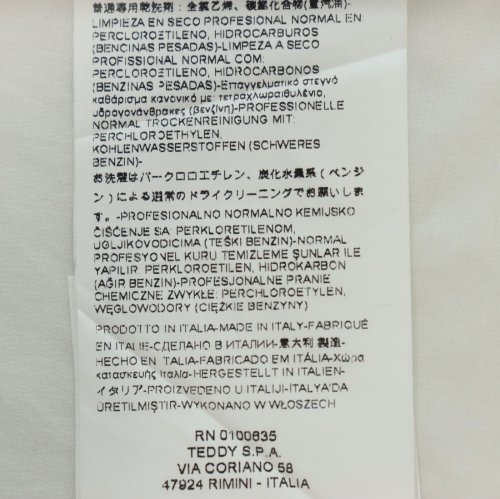 普通專用乾洗劑：全氯乙烯、碳氫化合物(重汽油)-
LIMPIEZA EN SECO PROFESIONAL NORMAL EN
PERCLOROETILENO, HIDROCARBUROS
(BENCINAS PESADAS)-LIMPEZA A SECO
PROFISSIONAL NORMAL COM:
PERCLOROETILENO, HIDROCARBONOS
(BENZINAS PESADAS)-Επαγγελματικό στεγνό
καθάρισμα κανονικό με: τετραχλωραιθυλένιο,
υδρογονάνθρακες (βενζίνη)-PROFESSIONELLE
NORMAL TROCKENREINIGUNG MIT:
PERCHLOROETHYLEN,
KOHLENWASSERSTOFFEN (SCHWERES
BENZIN)-
お洗濯はパークロロエチレン、炭化水素系（ベンジ
ン）による通常のドライクリーニングでお願いしま
す。-PROFESIONALNO NORMALNO KEMIJSKO
ČIŠĆENJE SA: PERKLORETILENOM,
UGLJIKOVODICIMA (TEŠKI BENZIN)-NORMAL
PROFESYONEL KURU TEMIZLEME ŞUNLAR ILE
YAPILIR: PERKLOROETILEN, HIDROKARBON
(AĞIR BENZIN)-PROFESJONALNE PRANIE
CHEMICZNE ZWYKŁE: PERCHLOROETYLEN,
WĘGLOWODORY (CIĘŻKIE BENZYNY)
PRODOTTO IN ITALIA-MADE IN ITALY-FABRIQUÉ
EN ITALIE-СДЕЛАНО В ИТАЛИИ-意大利 製造-
HECHO EN ITALIA-FABRICADO EM ITÁLIA-Χώρα
κατασκευής Ιταλία-HERGESTELLT IN ITALIEN-
イタリア-PROIZVEDENO U ITALIJI-ITALYA'DA
ÜRETILMIŞTIR-WYKONANO W WŁOSZECH
RN 0100635
TEDDY S.P.A.
VIA CORIANO 58
47924 RIMINI - ITALIA